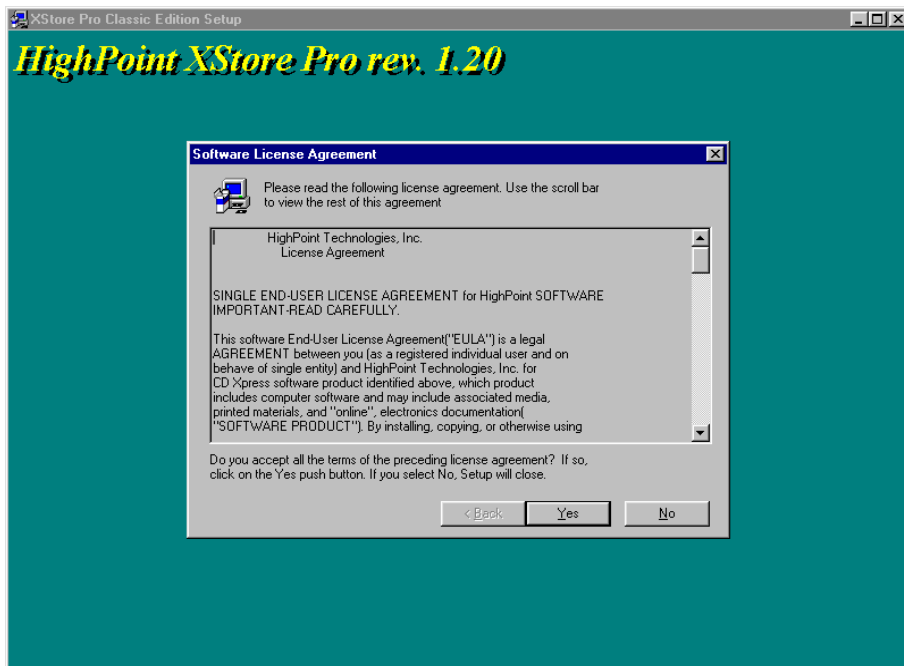 XStore Pro Classic Edition Setup
HighPoint XStore Pro rev. 1.20
Software License Agreement
Please read the following license agreement. Use the scroll bar
to view the rest of this agreement
HighPoint Technologies, Inc.
License Agreement
SINGLE END-USER LICENSE AGREEMENT for HighPoint SOFTWARE
IMPORTANT-READ CAREFULLY.
This software End-User License Agreement("EULA") is a legal
AGREEMENT between you (as a registered individual user and on
behave of single entity) and HighPoint Technologies, Inc. for
CD Xpress software product identified above, which product
includes computer software and may include associated media,
printed materials, and "online", electronics documentation(
"SOFTWARE PRODUCT"). By installing, copying, or otherwise using
Do you accept all the terms of the preceding license agreement? If so,
click on the Yes push button. If you select No, Setup will close.
< Back Yes No